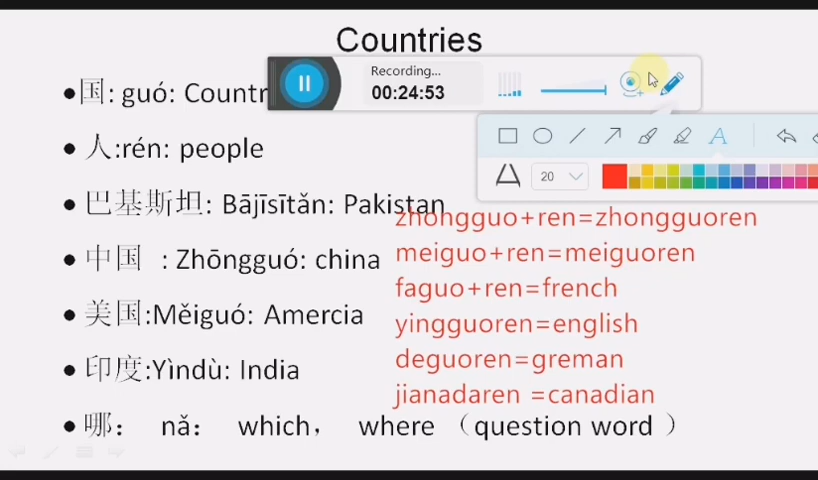 Countries
●国: guó: Countr
Recording...
00:24:53
● 人:rén: people
A
20
● 巴基斯坦: Bājīsītǎn: Pakistan
zhongguo+ren=zhongguoren
● 中国 : Zhōngguó: china
meiguo+ren=meiguoren
faguo+ren=french
● 美国:Měiguó: Amercia
yingguoren=english
● 印度:Yìndù: India
deguoren=greman
jianadaren =canadian
● 哪： nǎ： which， where （question word ）